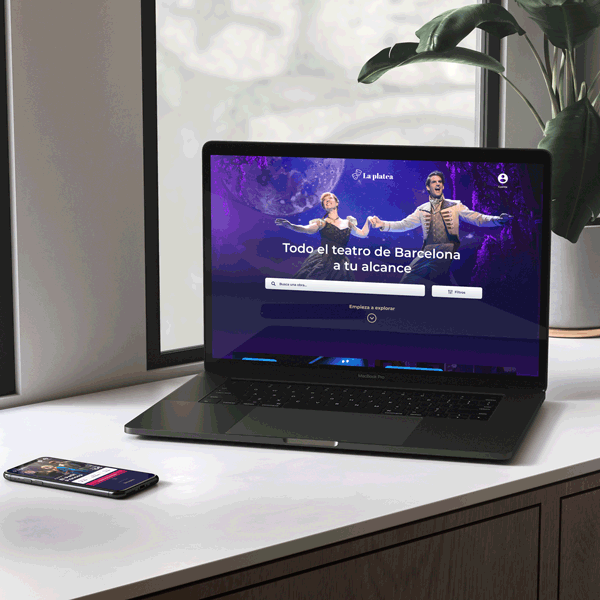 La platea
Todo el teatro de Barcelona
a tu alcance
Busca una obra...
Filtros
Empieza a explorar
MacBook Pro